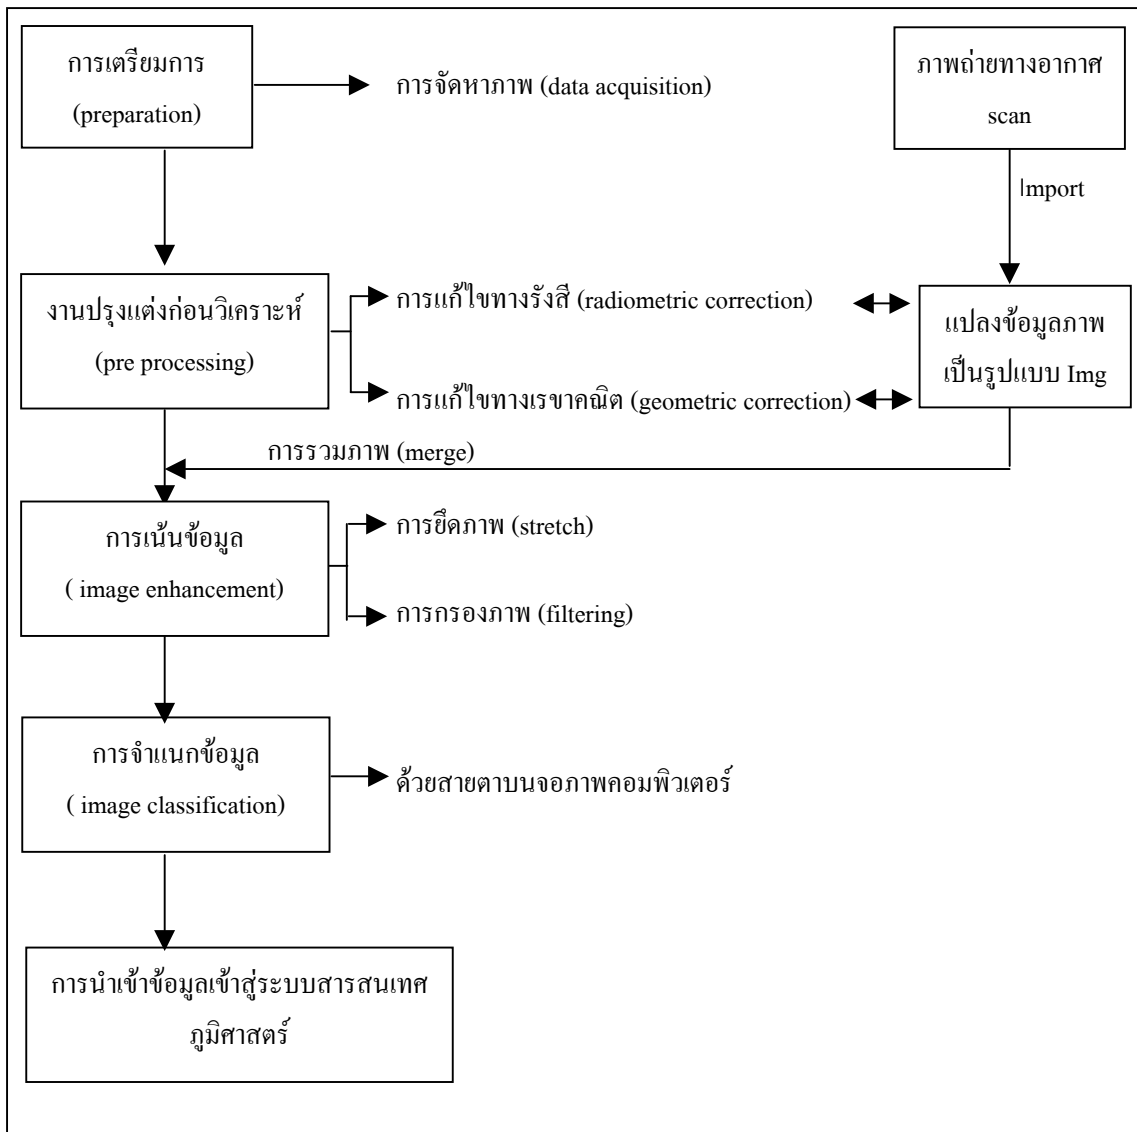 การเตรียมการ
(preparation)
การจัดหาภาพ (data acquisition)
ภาพถ่ายทางอากาศ
scan
Import
งานปรุงแต่งก่อนวิเคราะห์
(pre processing)
การแก้ไขทางรังสี (radiometric correction)
การแก้ไขทางเรขาคณิต (geometric correction)
แปลงข้อมูลภาพ
เป็นรูปแบบ Img
การรวมภาพ (merge)
การเน้นข้อมูล
( image enhancement)
การยืดภาพ (stretch)
การกรองภาพ (filtering)
การจำแนกข้อมูล
( image classification)
ด้วยสายตาบนจอภาพคอมพิวเตอร์
การนำเข้าข้อมูลเข้าสู่ระบบสารสนเทศ
ภูมิศาสตร์